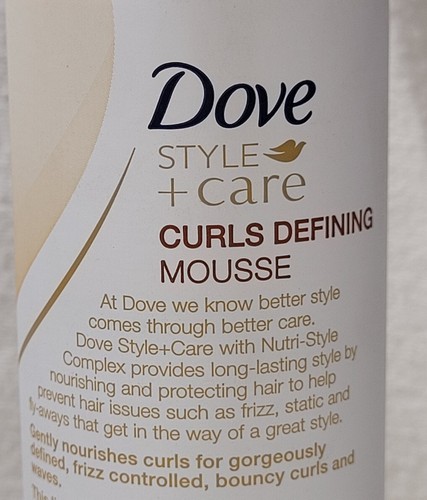 Dove
STYLE
+care
CURLS DEFINING
MOUSSE
At Dove we know better style
comes through better care.
Dove Style+Care with Nutri-Style
Complex provides long-lasting style by
nourishing and protecting hair to help
prevent hair issues such as frizz, static and
fly-aways that get in the way of a great style.
Gently nourishes curls for gorgeously
defined, frizz controlled, bouncy curls and
waves.
This